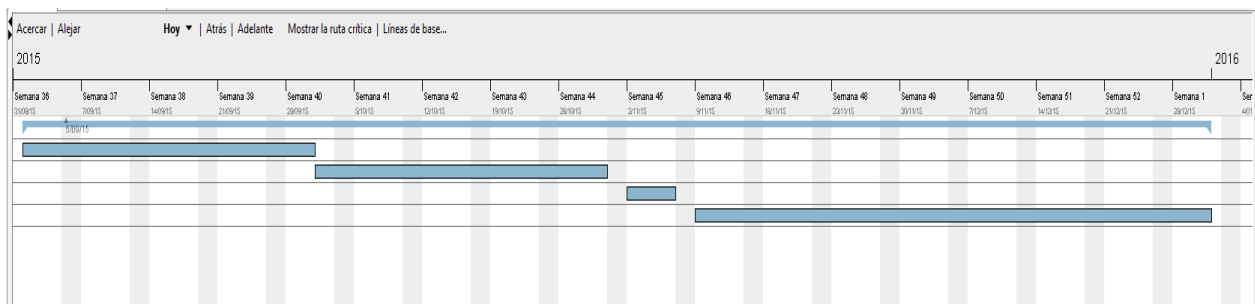 Acercar | Alejar Hoy ▼ | Atrás | Adelante Mostrar la ruta crítica | Líneas de base...
2015 2016
Semana 36 Semana 37 Semana 38 Semana 39 Semana 40 Semana 41 Semana 42 Semana 43 Semana 44 Semana 45 Semana 46 Semana 47 Semana 48 Semana 49 Semana 50 Semana 51 Semana 52 Semana 1 Ser
31/08/15 7/09/15 14/09/15 21/09/15 28/09/15 5/10/15 12/10/15 19/10/15 26/10/15 2/11/15 9/11/15 16/11/15 23/11/15 30/11/15 7/12/15 14/12/15 21/12/15 28/12/15 4/01
5/09/15